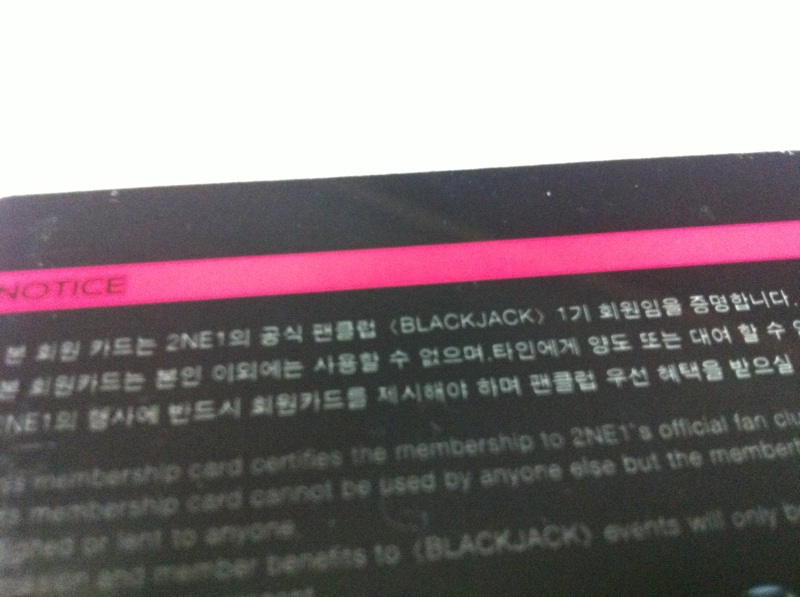 NOTICE
본 회원 카드는 2NE1의 공식 팬클럽 〈BLACKJACK〉 1기 회원임을 증명합니다.
본 회원카드는 본인 이외에는 사용할 수 없으며,타인에게 양도 또는 대여 할 수
NE1의 행사에 반드시 회원카드를 제시해야 하며 팬클럽 우선 혜택을 받으실
membership card certifies the membership to 2NE1's official fan
membership card cannot be used by anyone else but the
or lent to anyone.
and member benefits to 〈BLACKJACK〉 events will only